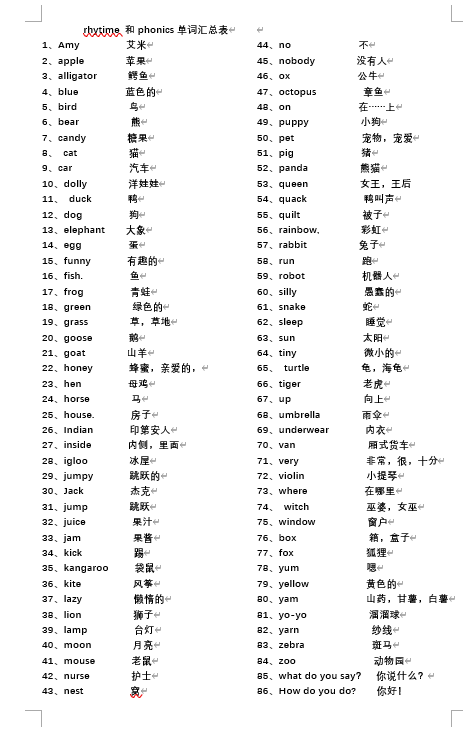 rhytime 和 phonics 单词汇总表
1、Amy 艾米
2、apple 苹果
3、alligator 鳄鱼
4、blue 蓝色的
5、bird 鸟
6、bear 熊
7、candy 糖果
8、 cat 猫
9、car 汽车
10、dolly 洋娃娃
11、 duck 鸭
12、dog 狗
13、elephant 大象
14、egg 蛋
15、funny 有趣的
16、fish. 鱼
17、frog 青蛙
18、green 绿色的
19、grass 草，草地
20、goose 鹅
21、goat 山羊
22、honey 蜂蜜，亲爱的，
23、hen 母鸡
24、horse 马
25、house. 房子
26、Indian 印第安人
27、inside 内侧，里面
28、igloo 冰屋
29、jumpy 跳跃的
30、Jack 杰克
31、jump 跳跃
32、juice 果汁
33、jam 果酱
34、kick 踢
35、kangaroo 袋鼠
36、kite 风筝
37、lazy 懒惰的
38、lion 狮子
39、lamp 台灯
40、moon 月亮
41、mouse 老鼠
42、nurse 护士
43、nest 窝
44、no 不
45、nobody 没有人
46、ox 公牛
47、octopus 章鱼
48、on 在……上
49、puppy 小狗
50、pet 宠物，宠爱
51、pig 猪
52、panda 熊猫
53、queen 女王，王后
54、quack 鸭叫声
55、quilt 被子
56、rainbow, 彩虹
57、rabbit 兔子
58、run 跑
59、robot 机器人
60、silly 愚蠢的
61、snake 蛇
62、sleep 睡觉
63、sun 太阳
64、tiny 微小的
65、 turtle 龟，海龟
66、tiger 老虎
67、up 向上
68、umbrella 雨伞
69、underwear 内衣
70、van 厢式货车
71、very 非常，很，十分
72、violin 小提琴
73、where 在哪里
74、 witch 巫婆，女巫
75、window 窗户
76、box 箱，盒子
77、fox 狐狸
78、yum 嗯
79、yellow 黄色的
80、yam 山药，甘薯，白薯
81、yo-yo 溜溜球
82、yarn 纱线
83、zebra 斑马
84、zoo 动物园
85、what do you say? 你说什么？
86、How do you do? 你好！